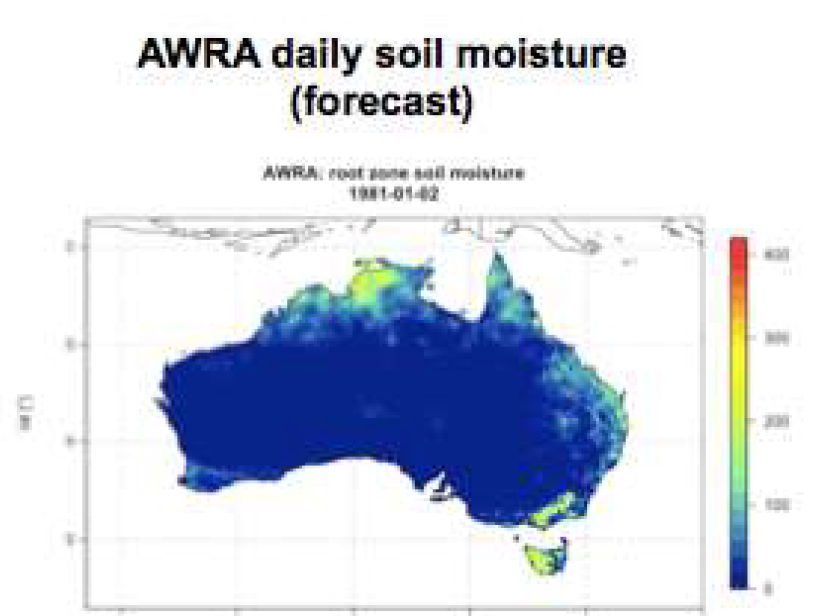 AWRA daily soil moisture
(forecast)
AWRA: root zone soil moisture
1981-01-02
400
300
200
100
0